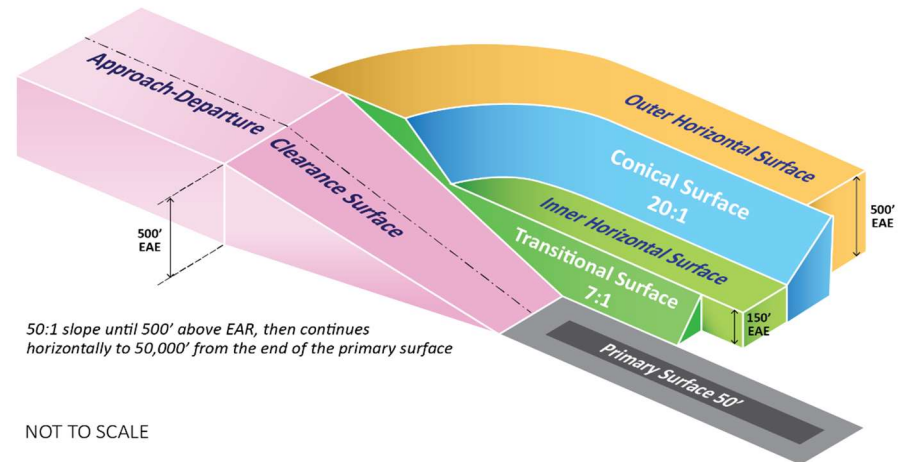 Approach-Departure
Clearance Surface
Outer Horizontal Surface
Conical Surface
20:1
Inner Horizontal Surface
Transitional Surface
7:1
500’
EAE
500’
EAE
150’
EAE
Primary Surface 50’
50:1 slope until 500’ above EAR, then continues
horizontally to 50,000’ from the end of the primary surface
NOT TO SCALE